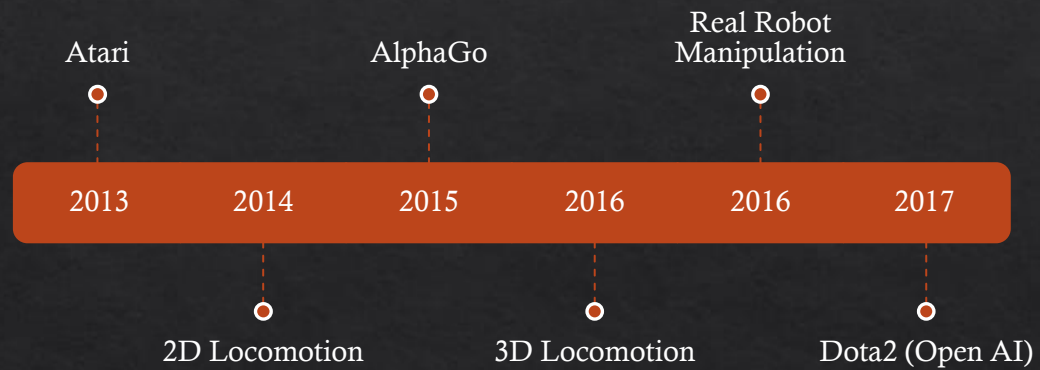 Real Robot
Manipulation
Atari
AlphaGo
2013
2014
2015
2016
2016
2017
2D Locomotion
3D Locomotion
Dota2 (Open AI)